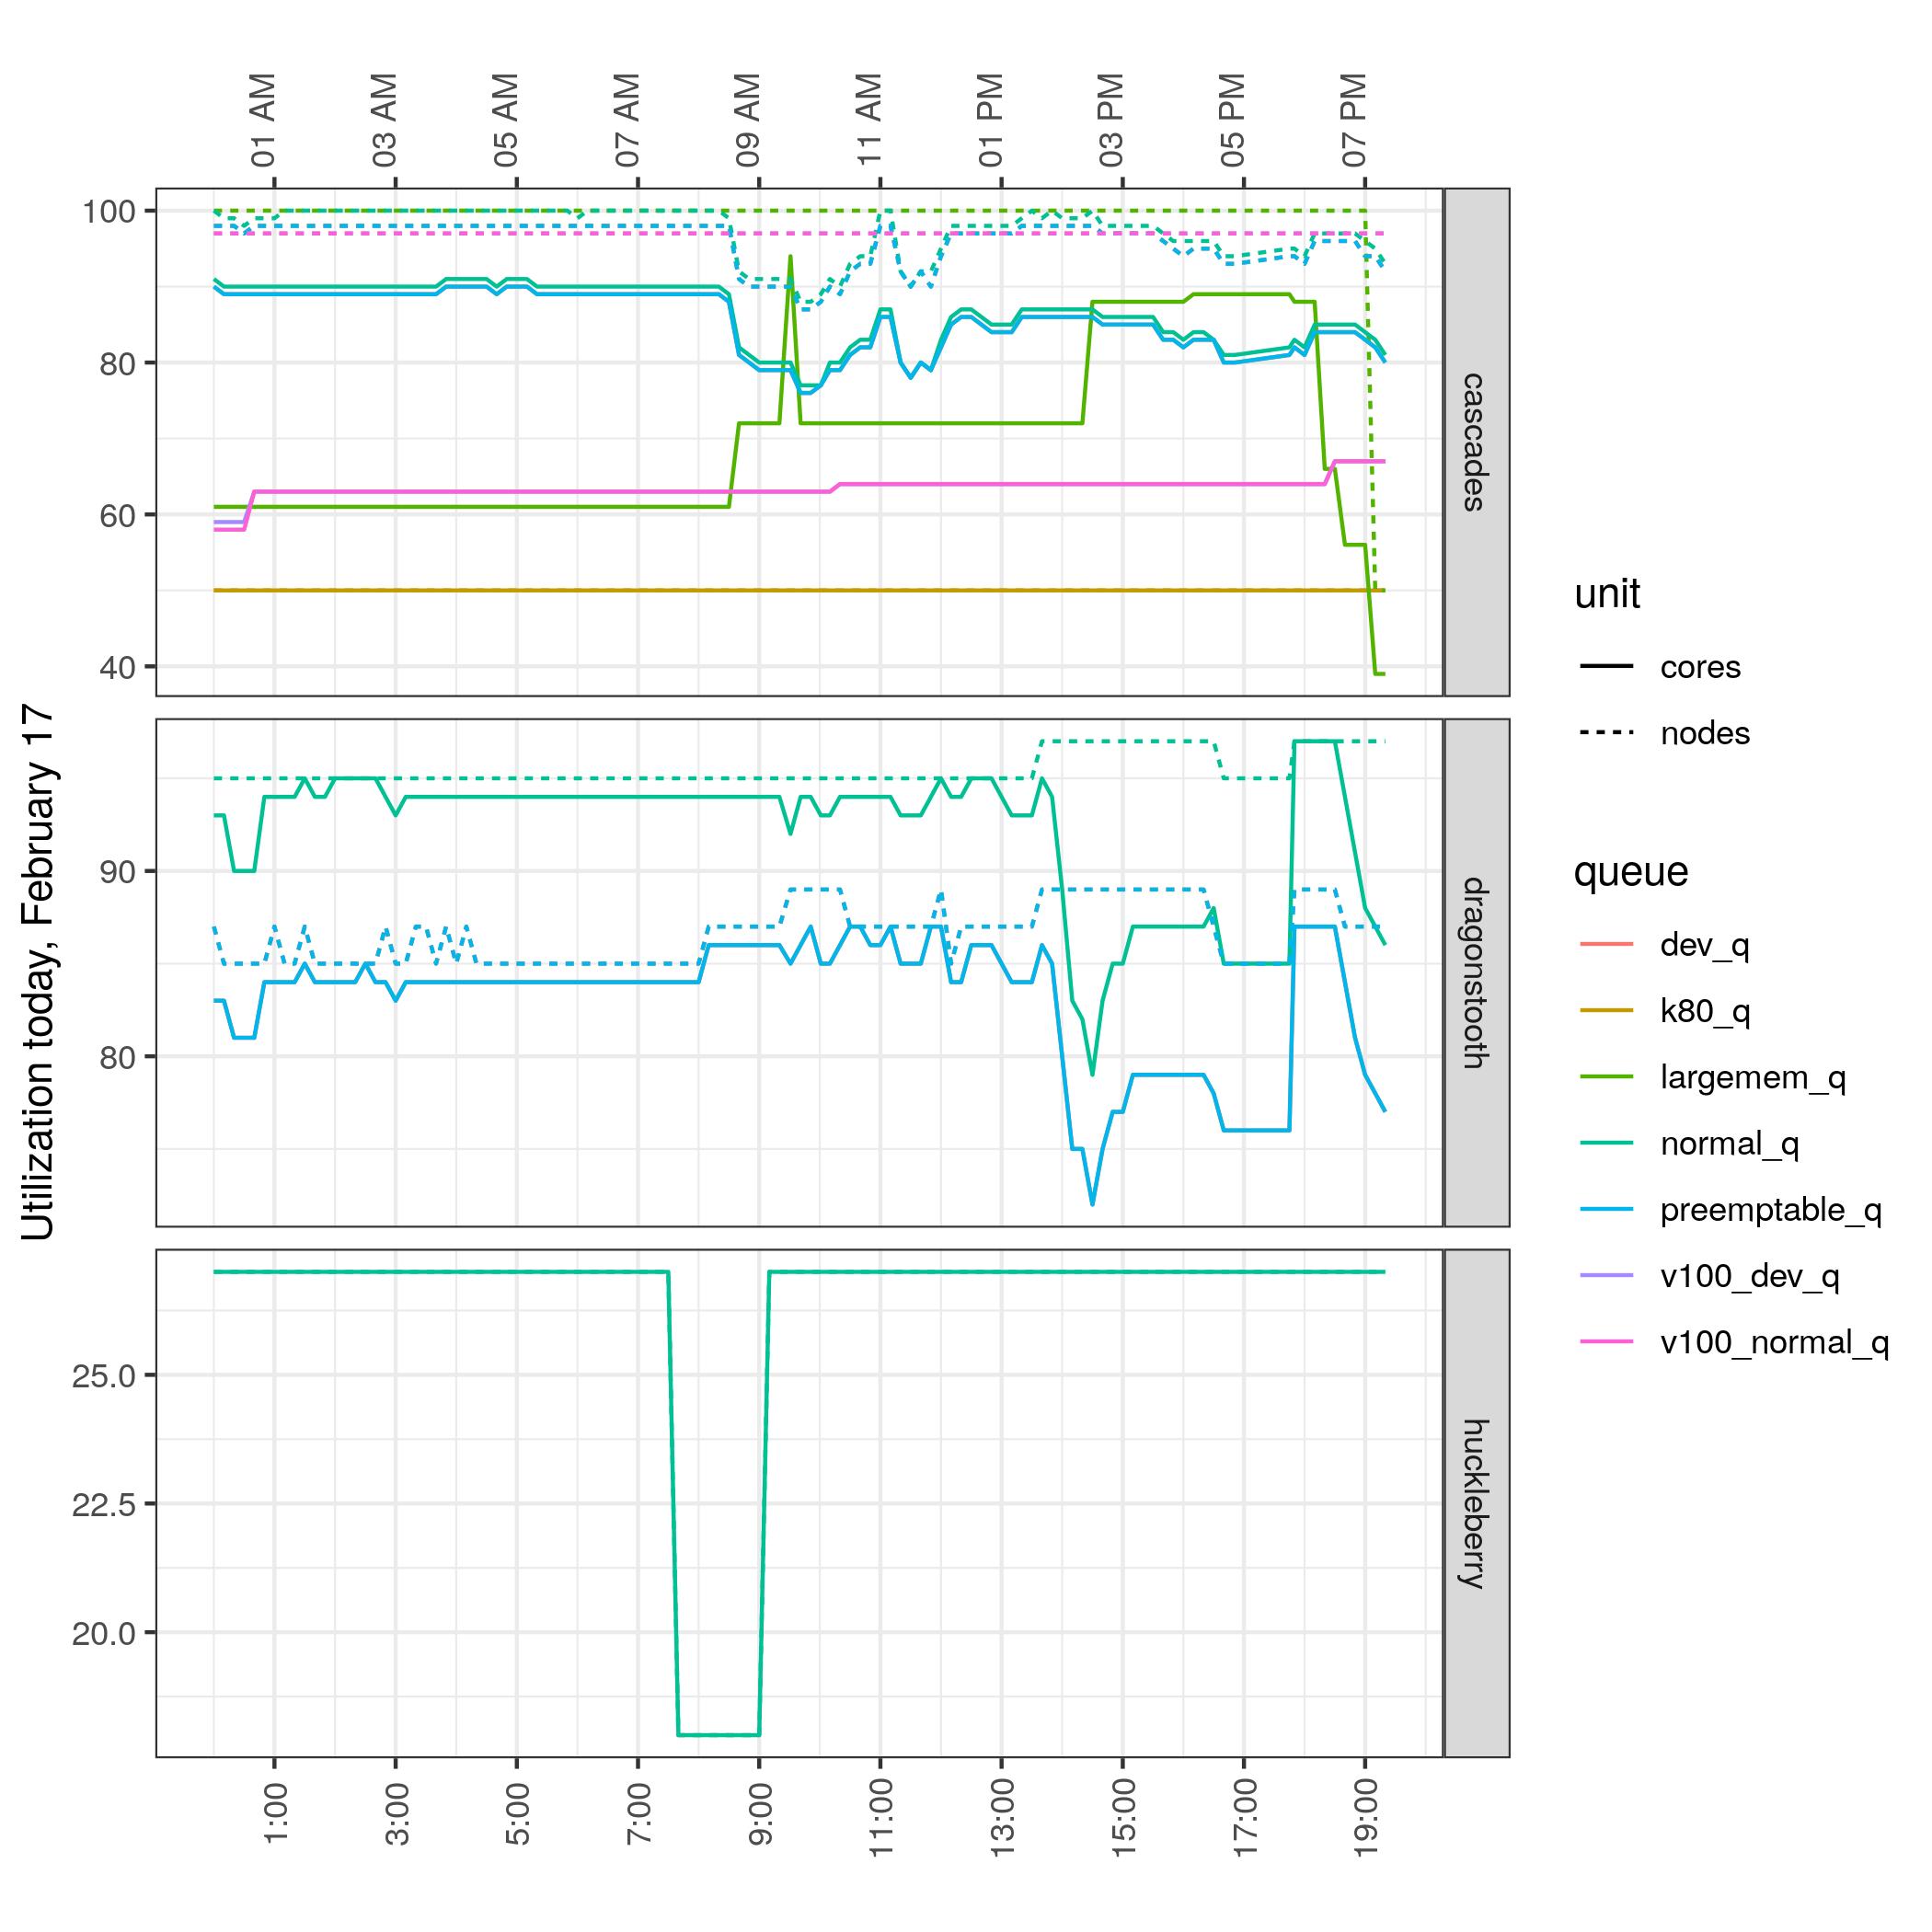 01 AM
03 AM
05 AM
07 AM
09 AM
11 AM
01 PM
03 PM
05 PM
07 PM
Utilization today, February 17
100
80
60
40
cascades
90
80
dragonstooth
25.0
22.5
20.0
huckleberry
1:00
3:00
5:00
7:00
9:00
11:00
13:00
15:00
17:00
19:00
unit
cores
nodes
queue
dev_q
k80_q
largemem_q
normal_q
preemptable_q
v100_dev_q
v100_normal_q